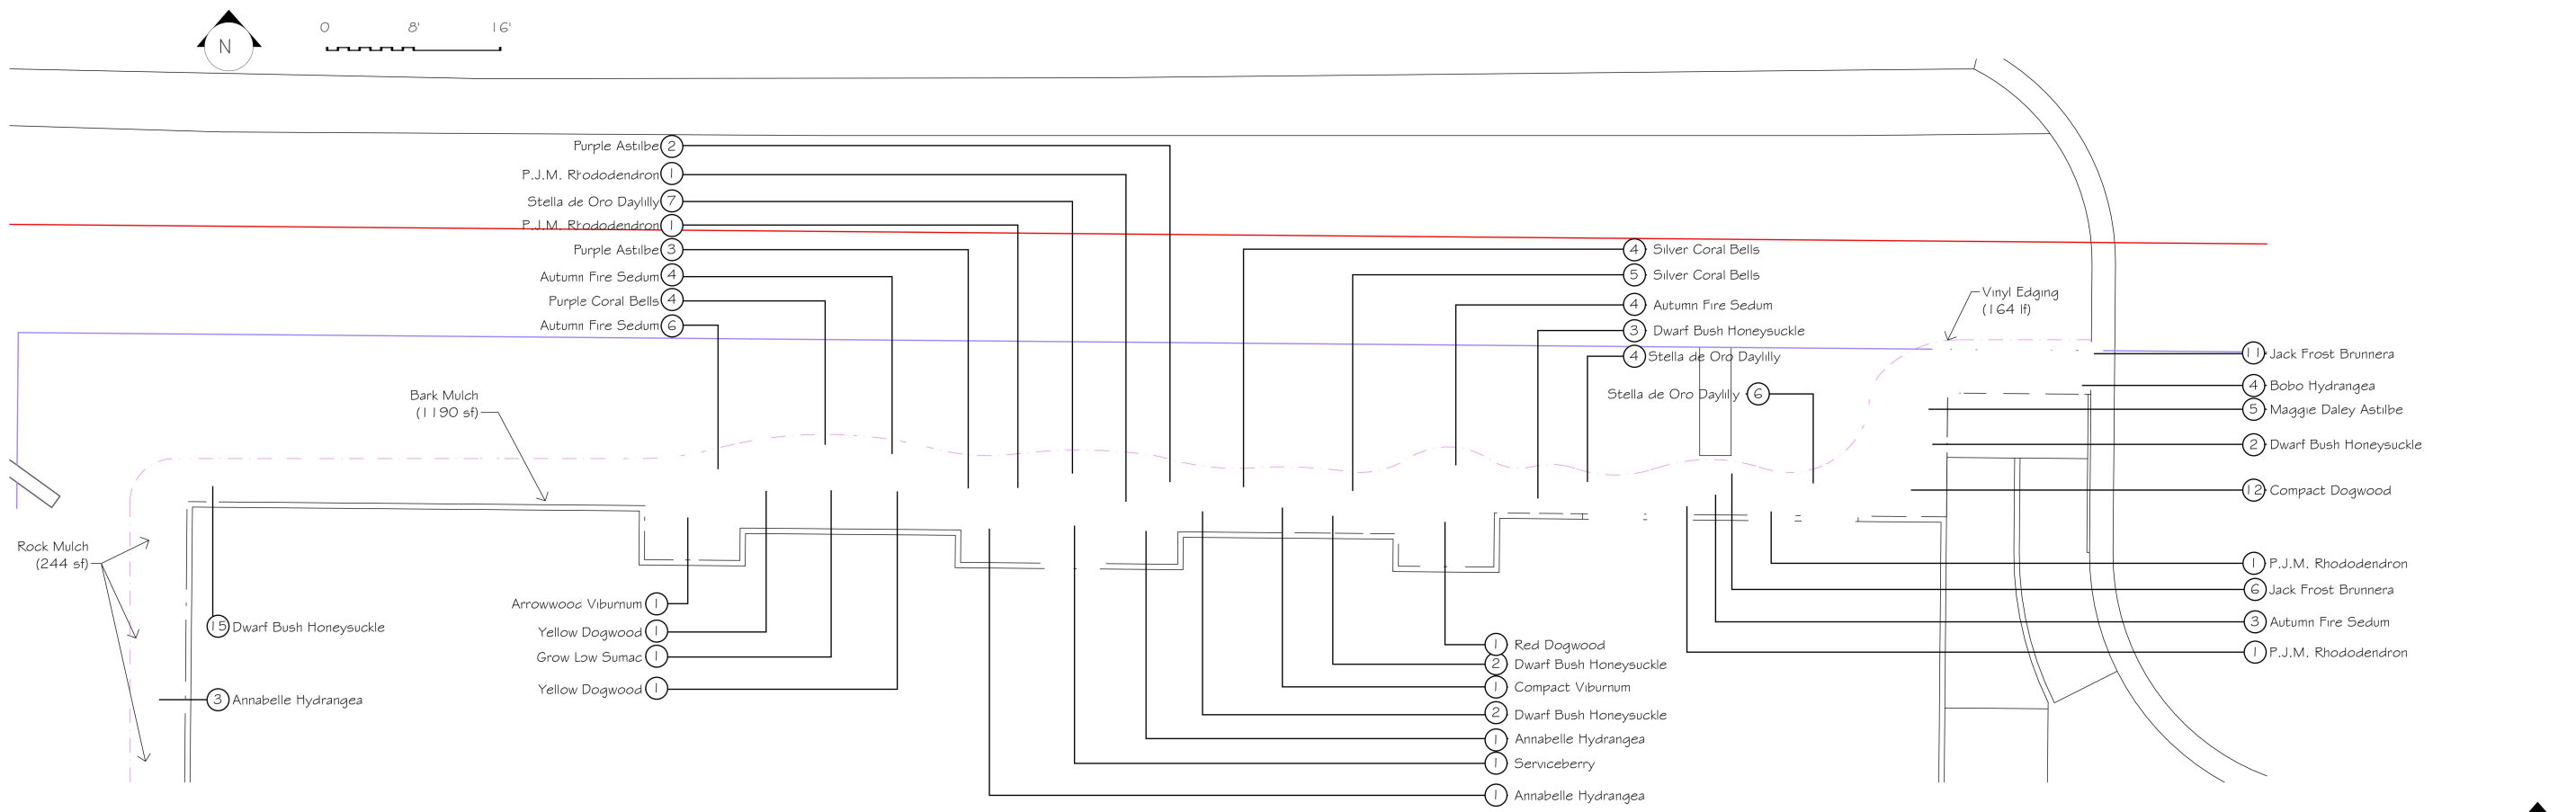 N
0 8' 16'
Purple Astilbe 2
P.J.M. Rhododendron 1
Stella de Oro Daylilly 7
P.J.M. Rhododendron 1
Purple Astilbe 3
Autumn Fire Sedum 4
Purple Coral Bells 4
Autumn Fire Sedum 6
4 Silver Coral Bells
5 Silver Coral Bells
4 Autumn Fire Sedum
3 Dwarf Bush Honeysuckle
4 Stella de Oro Daylilly
Stella de Oro Daylilly 6
Vinyl Edging
(164 lf)
11 Jack Frost Brunnera
4 Bobo Hydrangea
5 Maggie Daley Astilbe
2 Dwarf Bush Honeysuckle
12 Compact Dogwood
1 P.J.M. Rhododendron
6 Jack Frost Brunnera
3 Autumn Fire Sedum
1 P.J.M. Rhododendron
Bark Mulch
(1190 sf)
Rock Mulch
(244 sf)
15 Dwarf Bush Honeysuckle
3 Annabelle Hydrangea
Arrowwood Viburnum 1
Yellow Dogwood 1
Grow Low Sumac 1
Yellow Dogwood 1
1 Red Dogwood
2 Dwarf Bush Honeysuckle
1 Compact Viburnum
2 Dwarf Bush Honeysuckle
1 Annabelle Hydrangea
1 Serviceberry
1 Annabelle Hydrangea